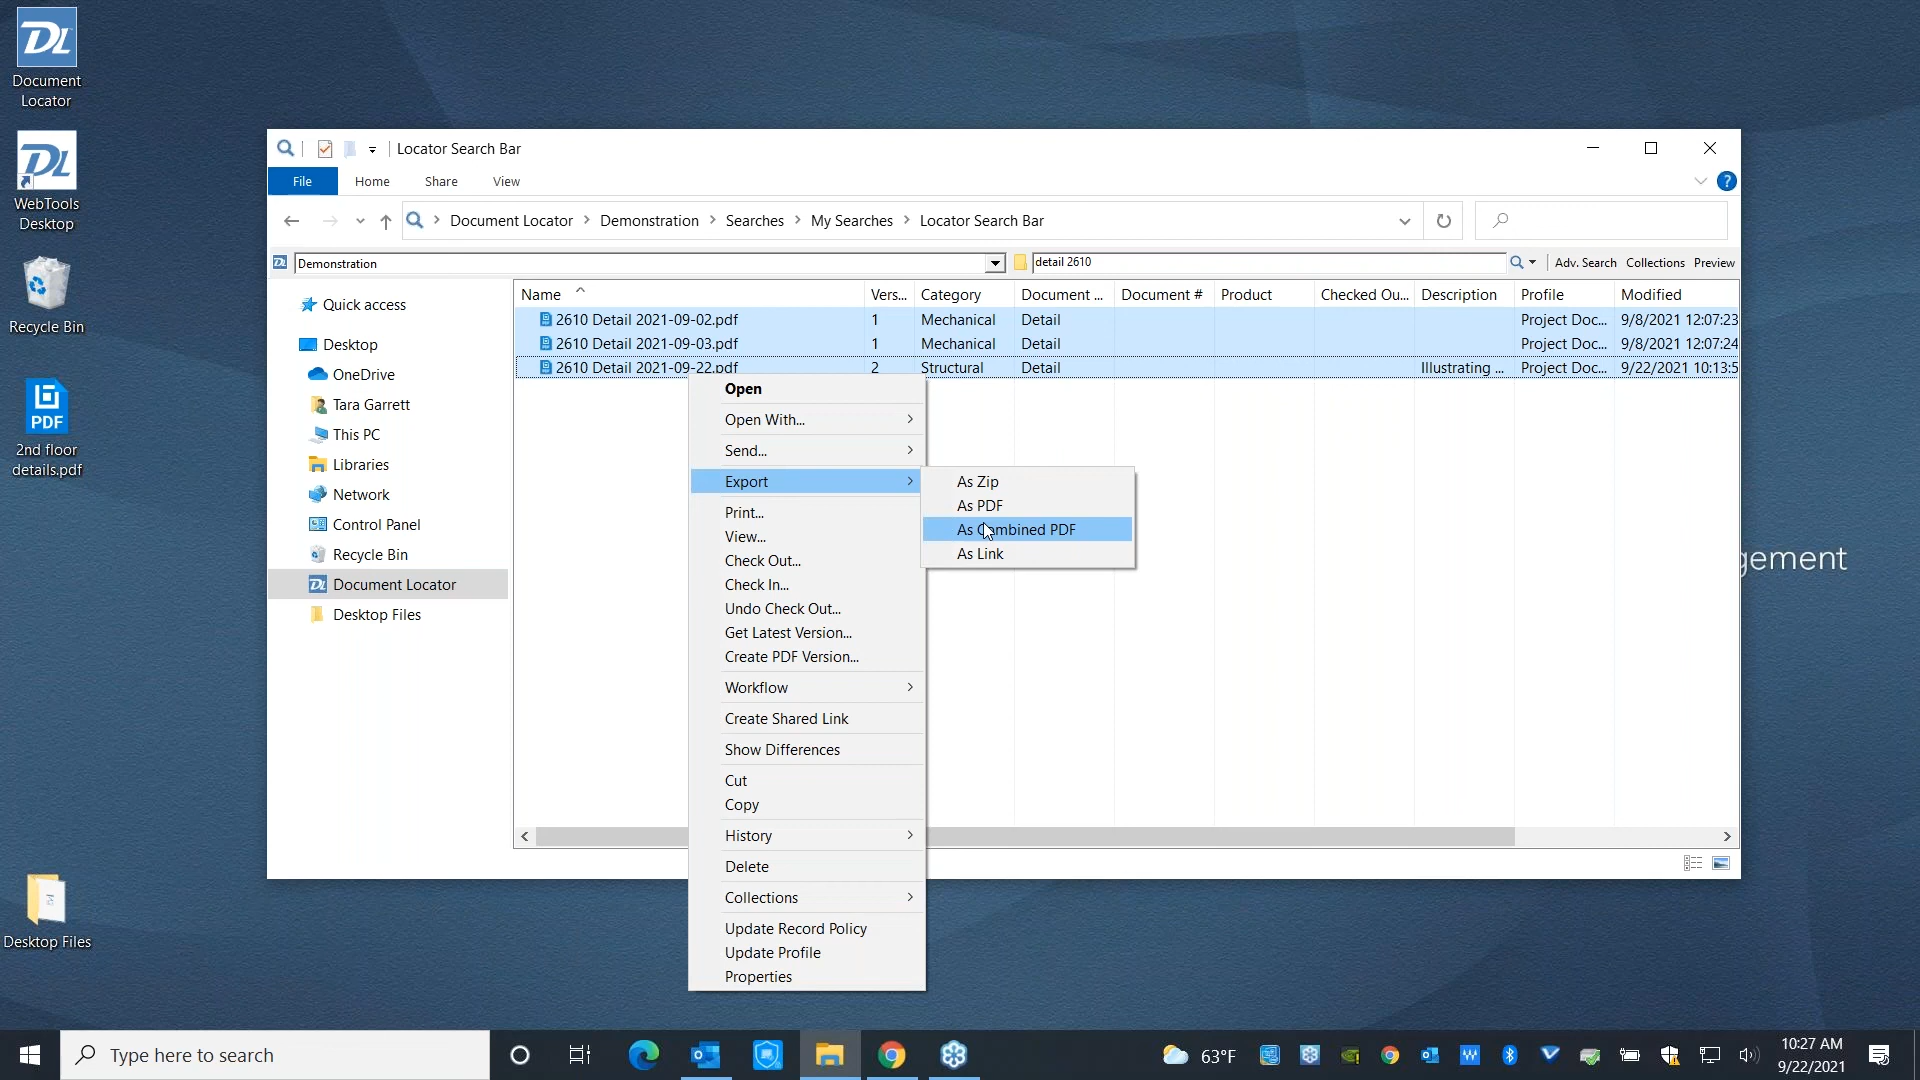 DL
Document
Locator
DL
WebTools
Desktop
Recycle Bin
PDF
2nd floor
details.pdf
Desktop Files
Locator Search Bar
File
Home
Share
View
?
Document Locator
Demonstration
Searches
My Searches
Locator Search Bar
DL
Demonstration
detail 2610
Adv. Search
Collections
Preview
Quick access
Desktop
OneDrive
Tara Garrett
This PC
Libraries
Network
Control Panel
Recycle Bin
DL Document Locator
Desktop Files
Name Vers... Category Document ... Document # Product Checked Ou... Description Profile Modified
2610 Detail 2021-09-02.pdf 1 Mechanical Detail Project Doc... 9/8/2021 12:07:23
2610 Detail 2021-09-03.pdf 1 Mechanical Detail Project Doc... 9/8/2021 12:07:24
2610 Detail 2021-09-22.pdf 2 Structural Detail Illustrating ... Project Doc... 9/22/2021 10:13:5
Open
Open With...
Send...
Export
Print...
View...
Check Out...
Check In...
Undo Check Out...
Get Latest Version...
Create PDF Version...
Workflow
Create Shared Link
Show Differences
Cut
Copy
History
Delete
Collections
Update Record Policy
Update Profile
Properties
As Zip
As PDF
As Combined PDF
As Link
gement
Type here to search
63°F
10:27 AM
9/22/2021